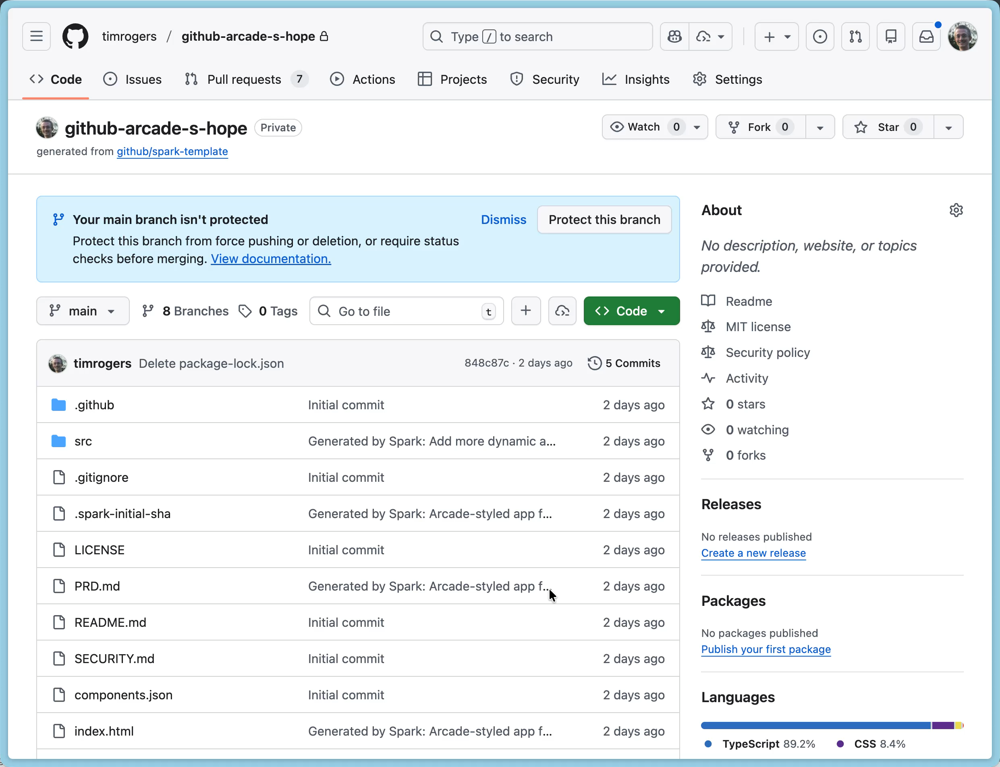 timrogers / github-arcade-s-hope
Type / to search
Code
Issues
Pull requests 7
Actions
Projects
Security
Insights
Settings
github-arcade-s-hope Private
Watch 0
Fork 0
Star 0
generated from github/spark-template
Your main branch isn't protected
Dismiss
Protect this branch
Protect this branch from force pushing or deletion, or require status
checks before merging. View documentation.
main
8 Branches
0 Tags
Go to file
t
Code
timrogers Delete package-lock.json
848c87c · 2 days ago
5 Commits
.github Initial commit 2 days ago
src Generated by Spark: Add more dynamic a... 2 days ago
.gitignore Initial commit 2 days ago
.spark-initial-sha Generated by Spark: Arcade-styled app f... 2 days ago
LICENSE Initial commit 2 days ago
PRD.md Generated by Spark: Arcade-styled app f... 2 days ago
README.md Initial commit 2 days ago
SECURITY.md Initial commit 2 days ago
components.json Initial commit 2 days ago
index.html Generated by Spark: Arcade-styled app f... 2 days ago
About
No description, website, or topics
provided.
Readme
MIT license
Security policy
Activity
0 stars
0 watching
0 forks
Releases
No releases published
Create a new release
Packages
No packages published
Publish your first package
Languages
TypeScript 89.2%
CSS 8.4%